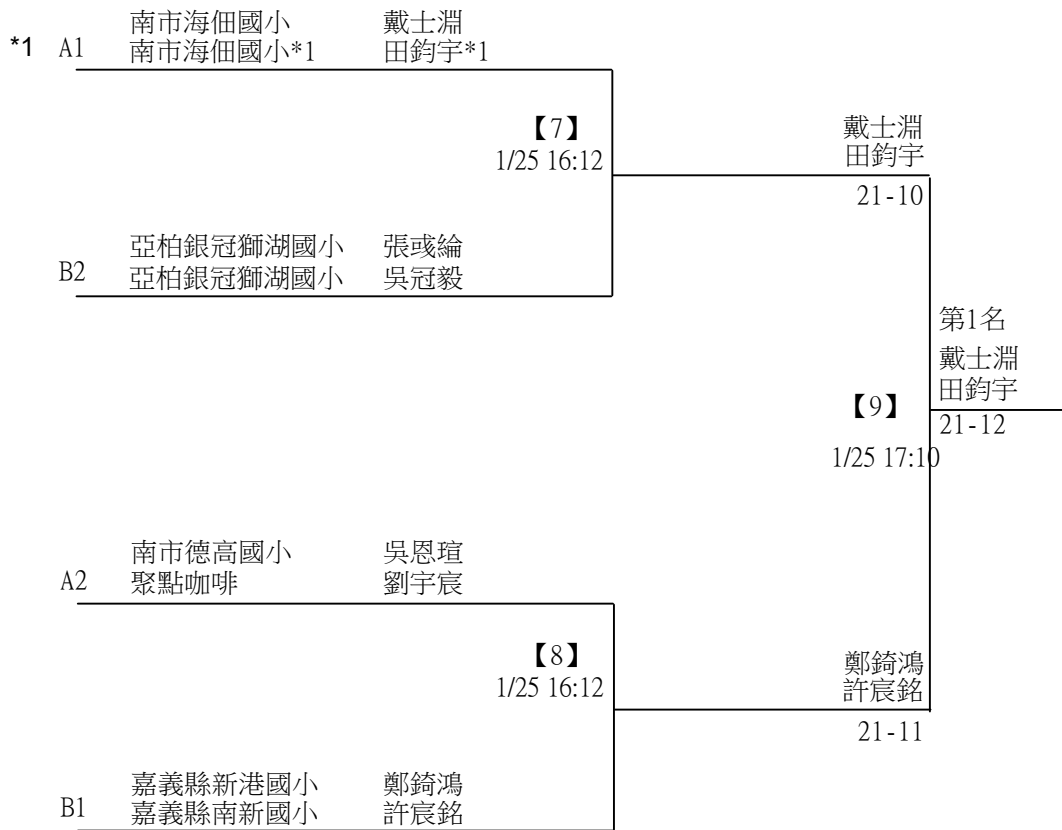 南市海佃國小 戴士淵
*1 A1 南市海佃國小*1 田鈞宇*1
【7】
1/25 16:12
戴士淵
田鈞宇
21-10
亞柏銀冠獅湖國小 張彧綸
B2 亞柏銀冠獅湖國小 吳冠毅
第1名
戴士淵
田鈞宇
【9】
21-12
1/25 17:10
南市德高國小 吳恩瑄
A2 聚點咖啡 劉宇宸
【8】
1/25 16:12
鄭錡鴻
許宸銘
21-11
嘉義縣新港國小 鄭錡鴻
B1 嘉義縣南新國小 許宸銘